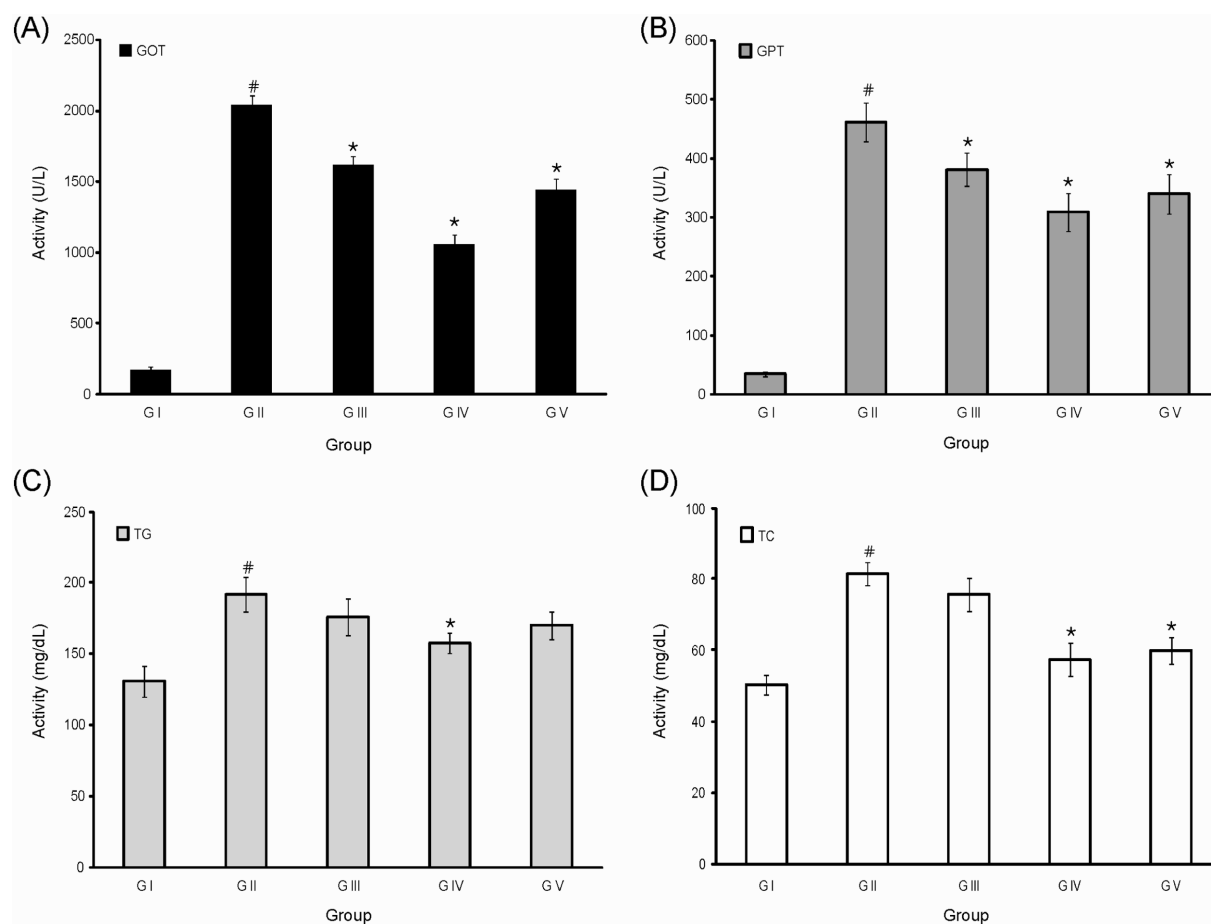 (A)
GOT
Activity (U/L)
2500
2000
1500
1000
500
0
#
*
*
*
G I
G II
G III
G IV
G V
Group
(B)
GPT
Activity (U/L)
600
500
400
300
200
100
0
#
*
*
*
G I
G II
G III
G IV
G V
Group
(C)
TG
Activity (mg/dL)
250
200
150
100
50
0
#
*
G I
G II
G III
G IV
G V
Group
(D)
TC
Activity (mg/dL)
100
80
60
40
20
0
#
*
*
G I
G II
G III
G IV
G V
Group